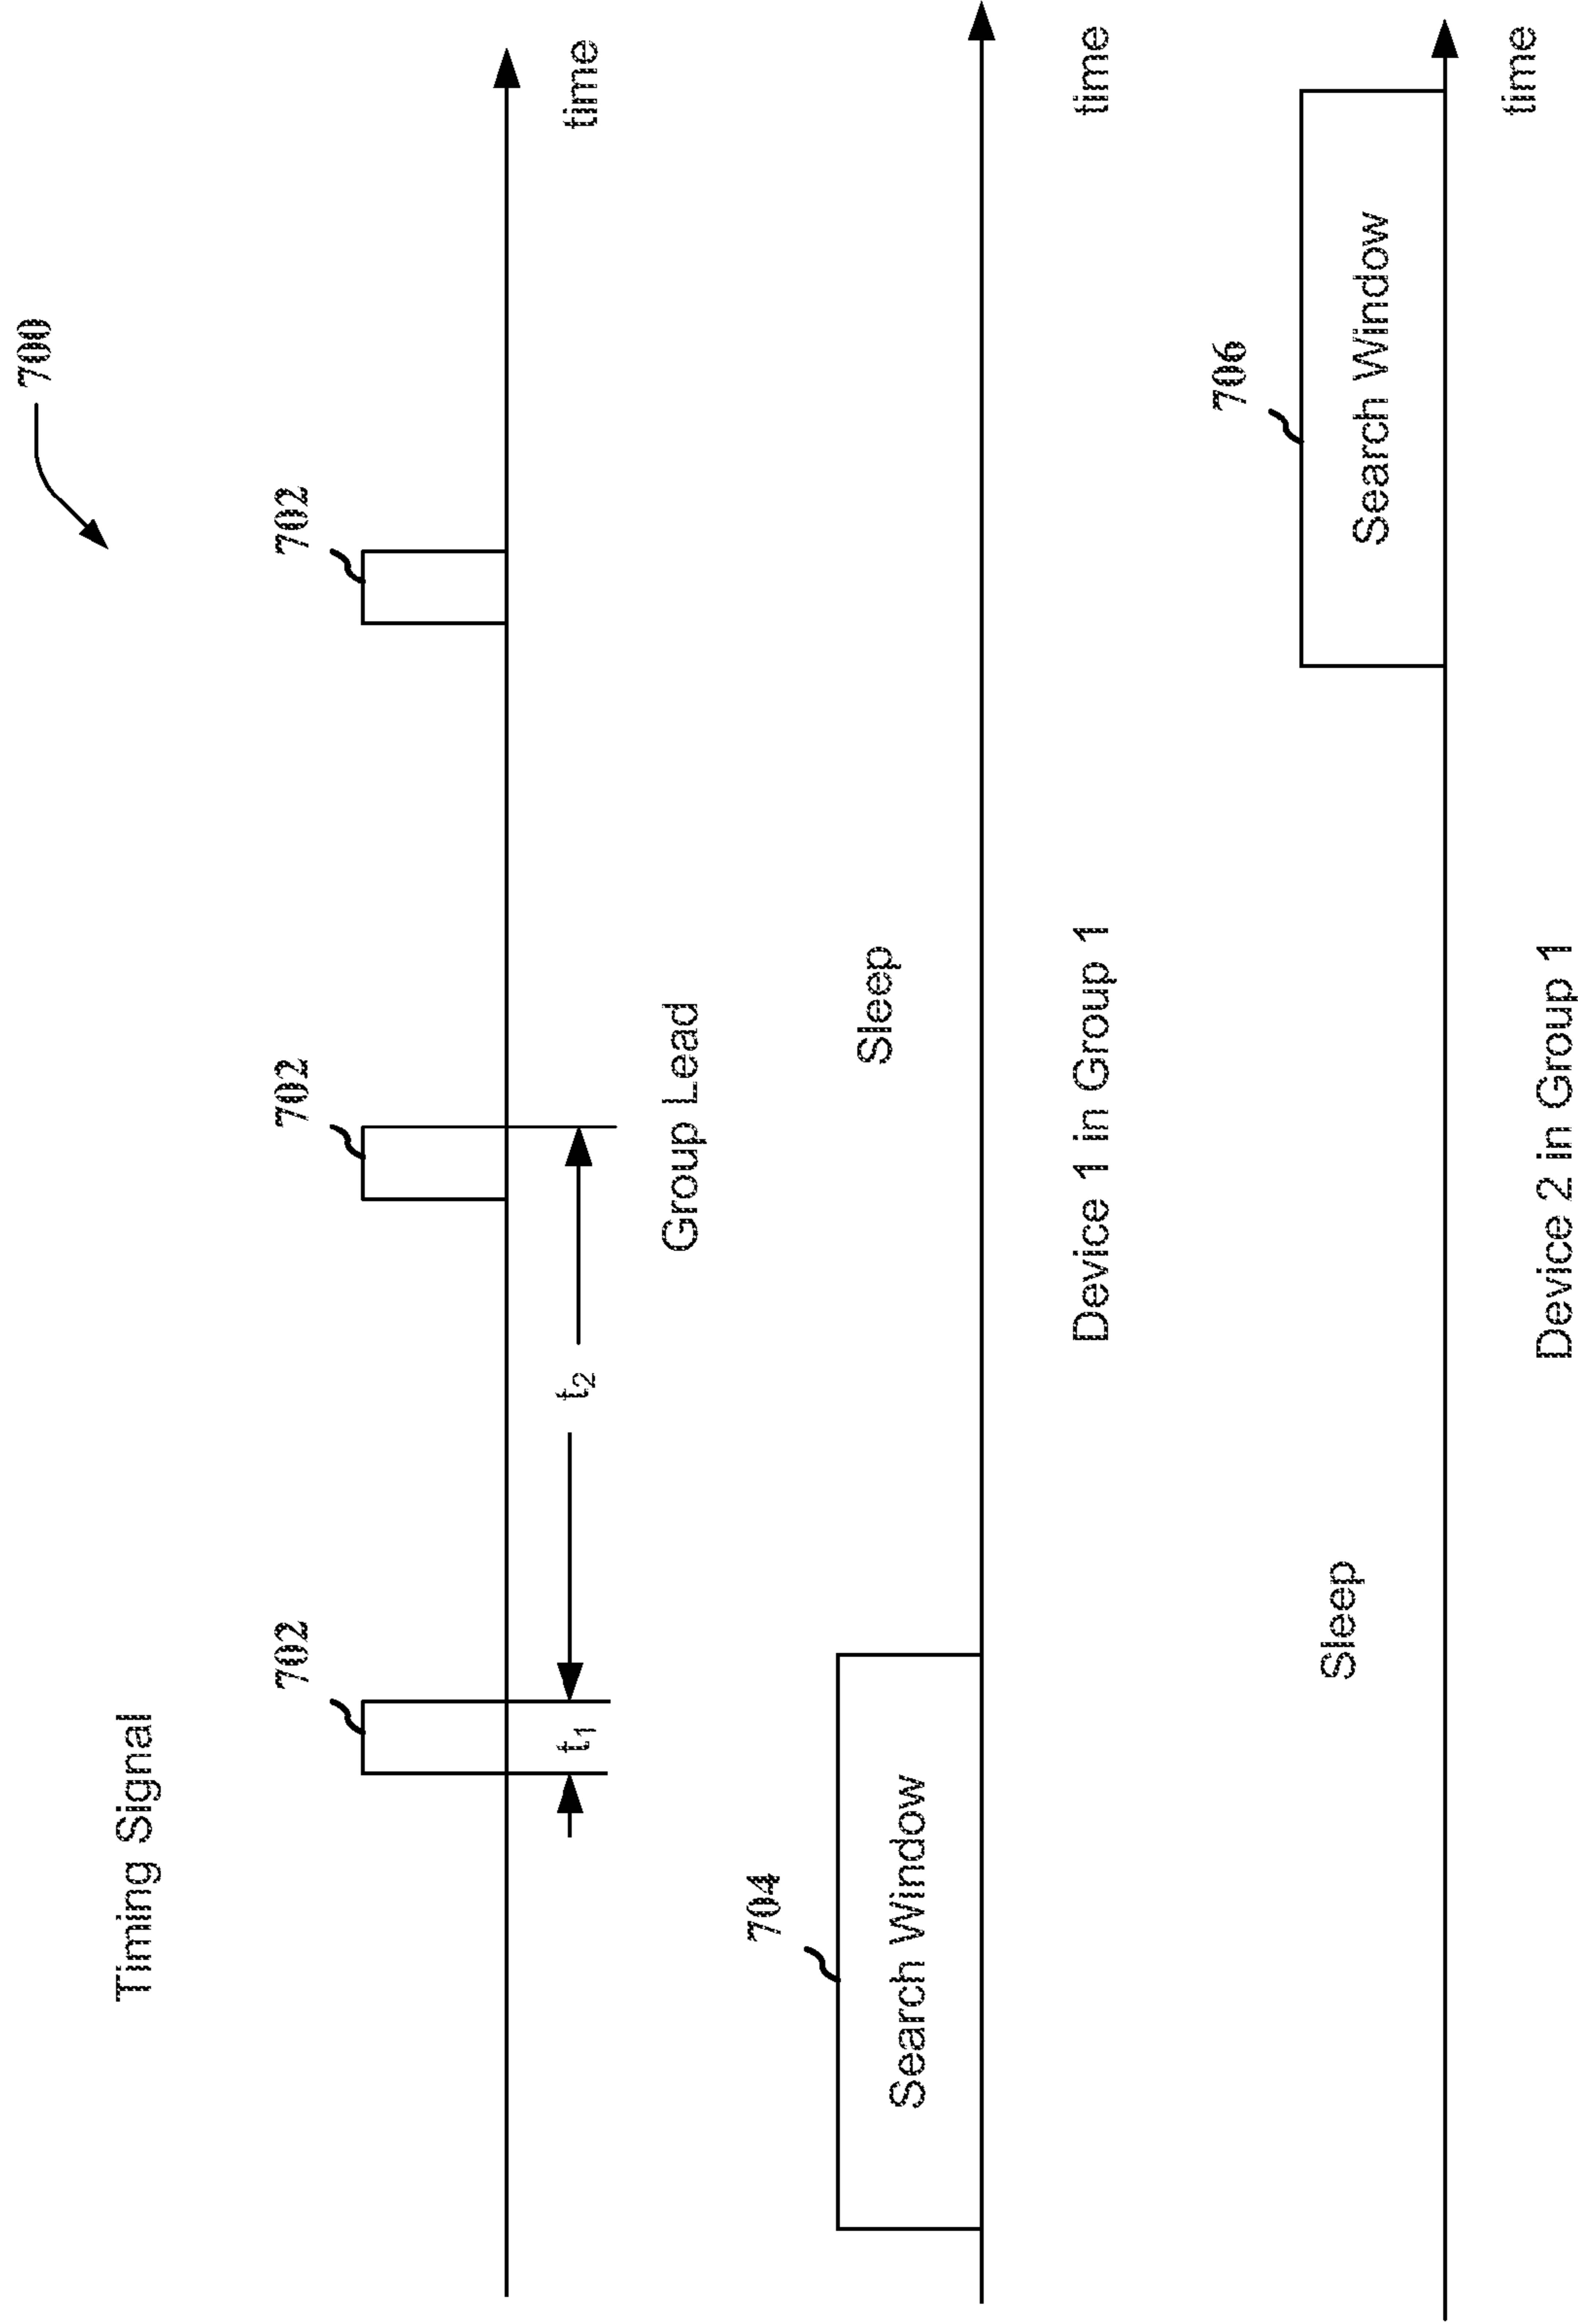 700
Timing Signal
702
702
702
t₁
t₂
time
Group Lead
704
Search Window
Sleep
time
Device 1 in Group 1
706
Sleep
Search Window
time
Device 2 in Group 1